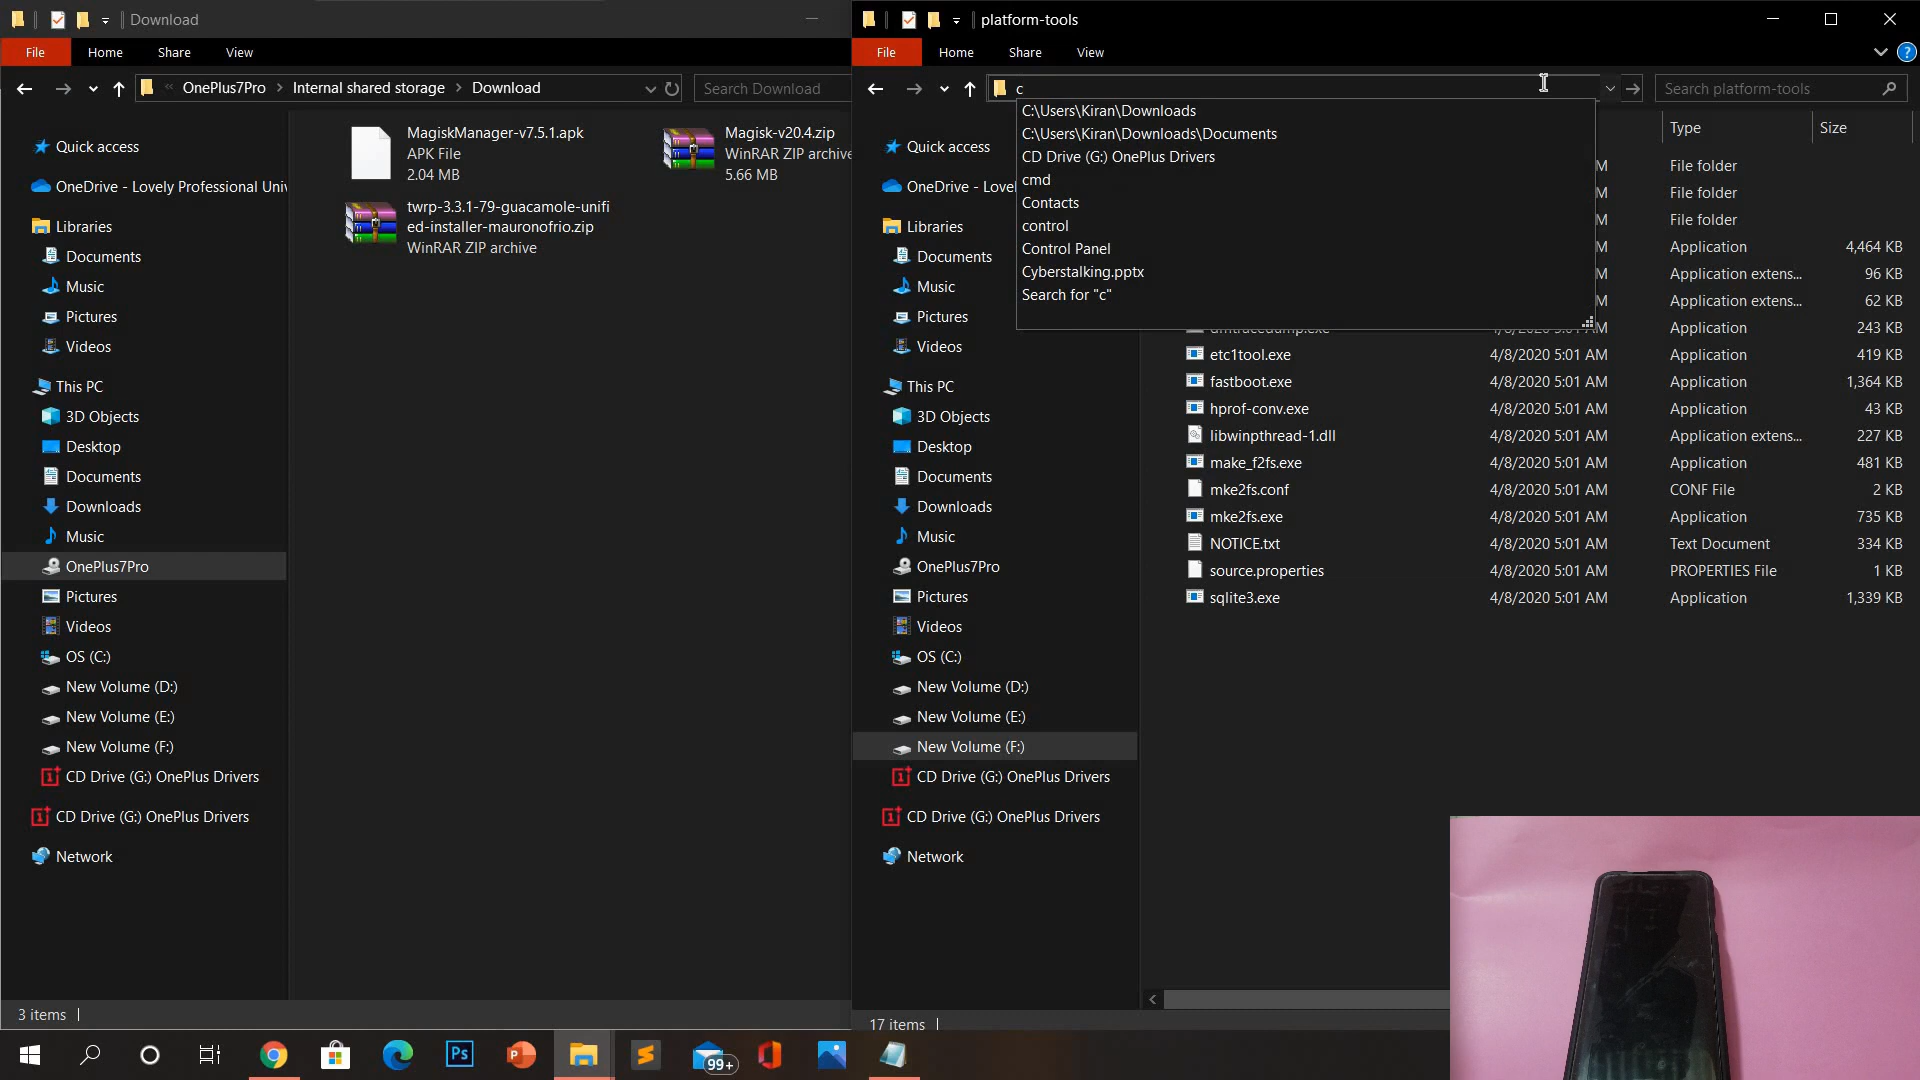 Download
File
Home
Share
View
« OnePlus7Pro > Internal shared storage > Download
Search Download
Quick access
OneDrive - Lovely Professional Univ
Libraries
Documents
Music
Pictures
Videos
This PC
3D Objects
Desktop
Documents
Downloads
Music
OnePlus7Pro
Pictures
Videos
OS (C:)
New Volume (D:)
New Volume (E:)
New Volume (F:)
CD Drive (G:) OnePlus Drivers
CD Drive (G:) OnePlus Drivers
Network
MagiskManager-v7.5.1.apk
APK File
2.04 MB
Magisk-v20.4.zip
WinRAR ZIP archive
5.66 MB
twrp-3.3.1-79-guacamole-unifi
ed-installer-mauronofrio.zip
WinRAR ZIP archive
3 items
platform-tools
File
Home
Share
View
?
c
Search platform-tools
C:\Users\Kiran\Downloads
C:\Users\Kiran\Downloads\Documents
CD Drive (G:) OnePlus Drivers
cmd
Contacts
control
Control Panel
Cyberstalking.pptx
Search for "c"
Quick access
OneDrive - Lovel
Libraries
Documents
Music
Pictures
Videos
This PC
3D Objects
Desktop
Documents
Downloads
Music
OnePlus7Pro
Pictures
Videos
OS (C:)
New Volume (D:)
New Volume (E:)
New Volume (F:)
CD Drive (G:) OnePlus Drivers
CD Drive (G:) OnePlus Drivers
Network
Type Size
M File folder
M File folder
M File folder
M Application 4,464 KB
M Application extens... 96 KB
M Application extens... 62 KB
dmtracedump.exe 4/8/2020 5:01 AM Application 243 KB
etc1tool.exe 4/8/2020 5:01 AM Application 419 KB
fastboot.exe 4/8/2020 5:01 AM Application 1,364 KB
hprof-conv.exe 4/8/2020 5:01 AM Application 43 KB
libwinpthread-1.dll 4/8/2020 5:01 AM Application extens... 227 KB
make_f2fs.exe 4/8/2020 5:01 AM Application 481 KB
mke2fs.conf 4/8/2020 5:01 AM CONF File 2 KB
mke2fs.exe 4/8/2020 5:01 AM Application 735 KB
NOTICE.txt 4/8/2020 5:01 AM Text Document 334 KB
source.properties 4/8/2020 5:01 AM PROPERTIES File 1 KB
sqlite3.exe 4/8/2020 5:01 AM Application 1,339 KB
17 items
Ps
99+